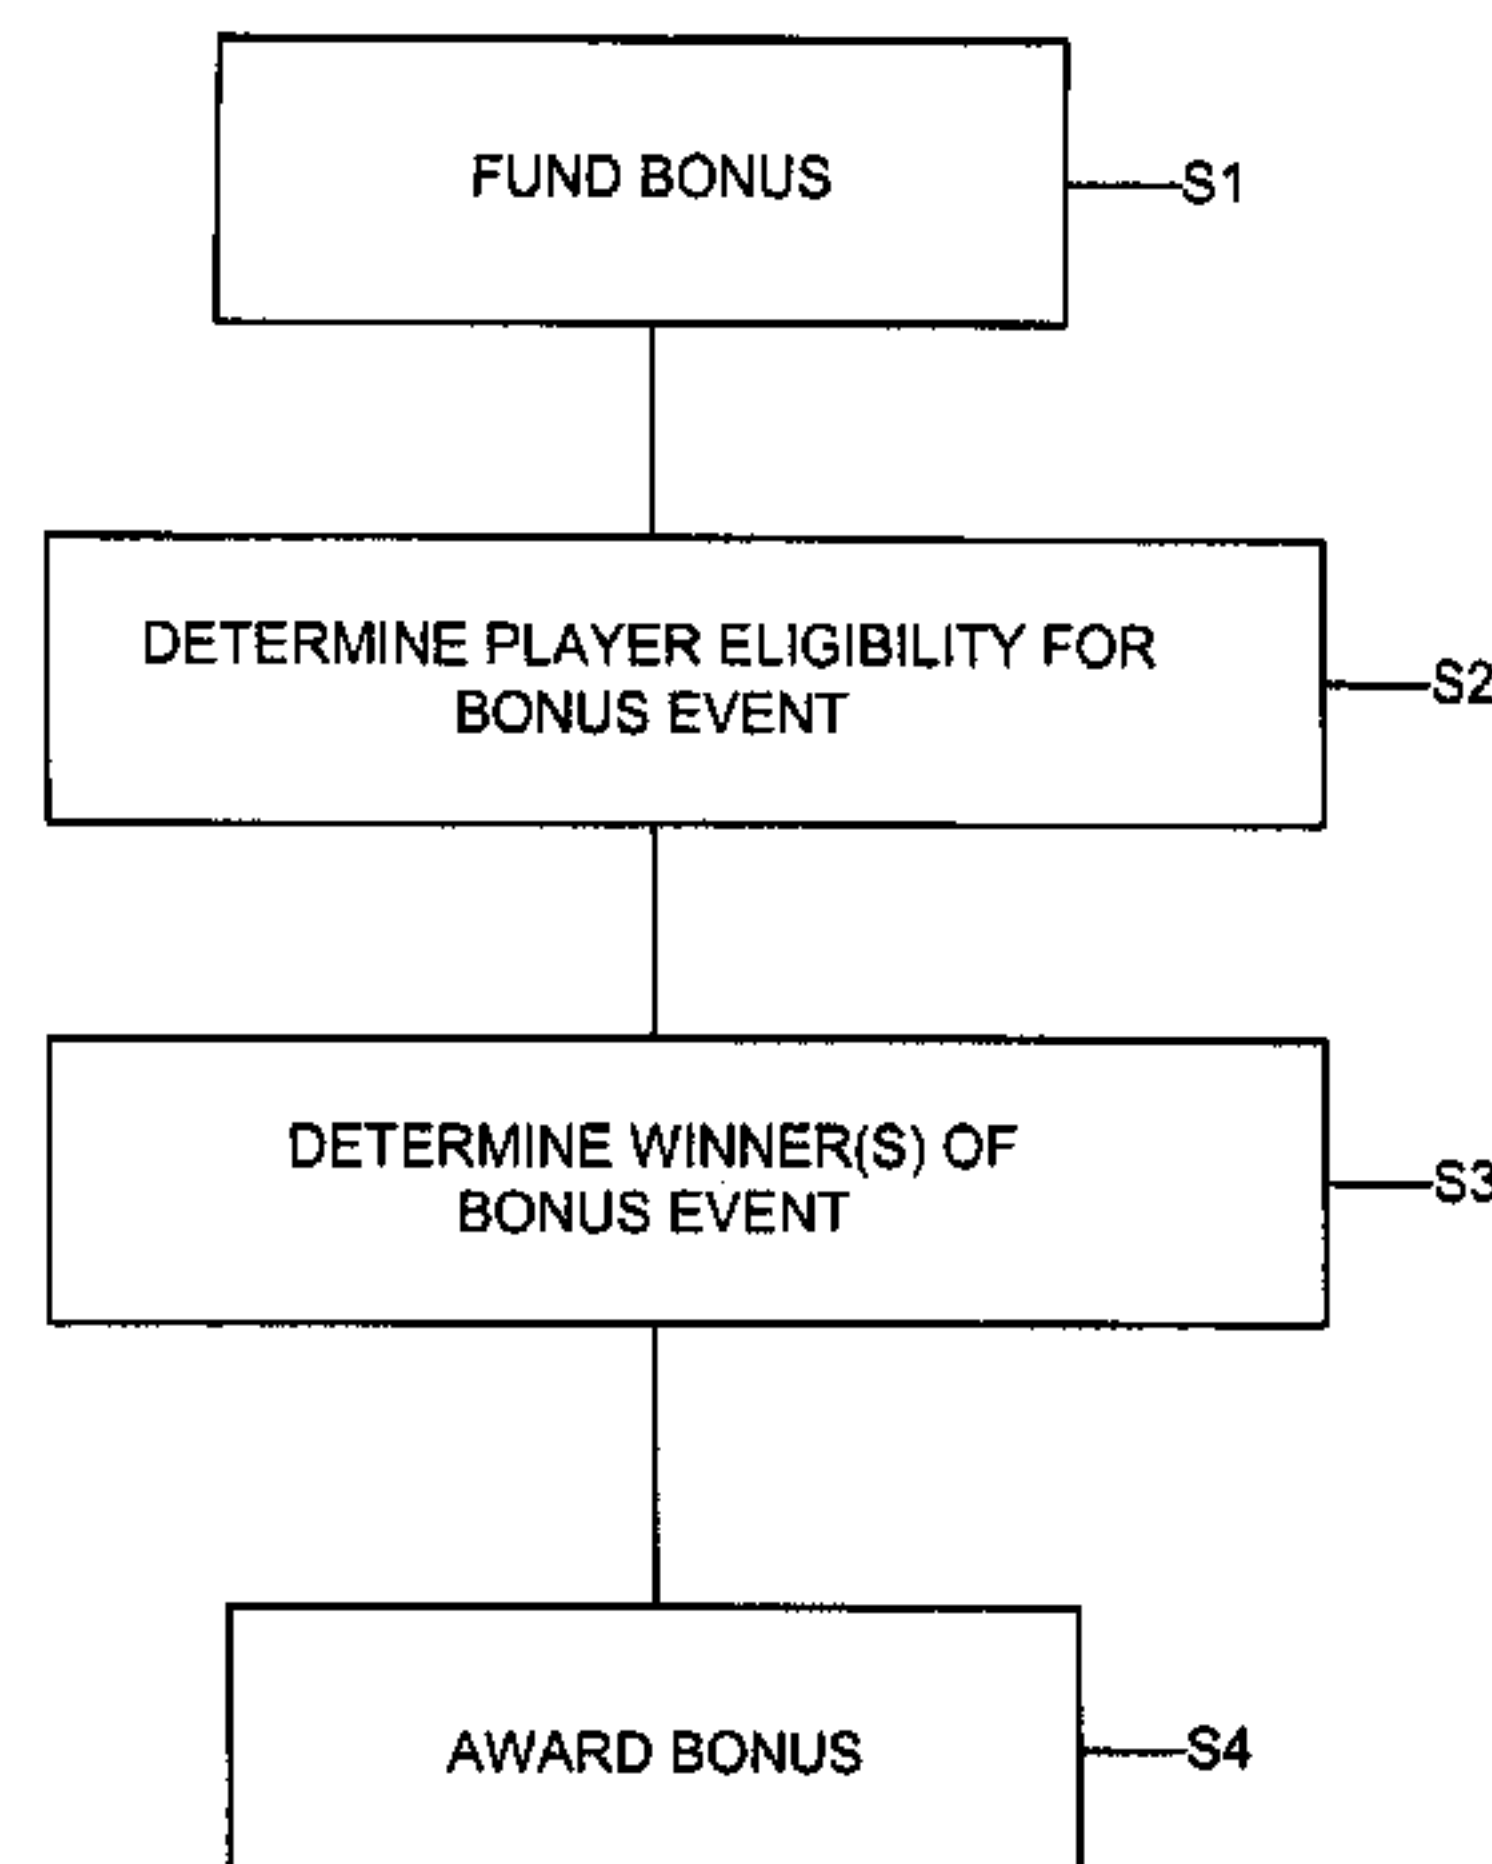 FUND BONUS
S1
DETERMINE PLAYER ELIGIBILITY FOR
BONUS EVENT
S2
DETERMINE WINNER(S) OF
BONUS EVENT
S3
AWARD BONUS
S4